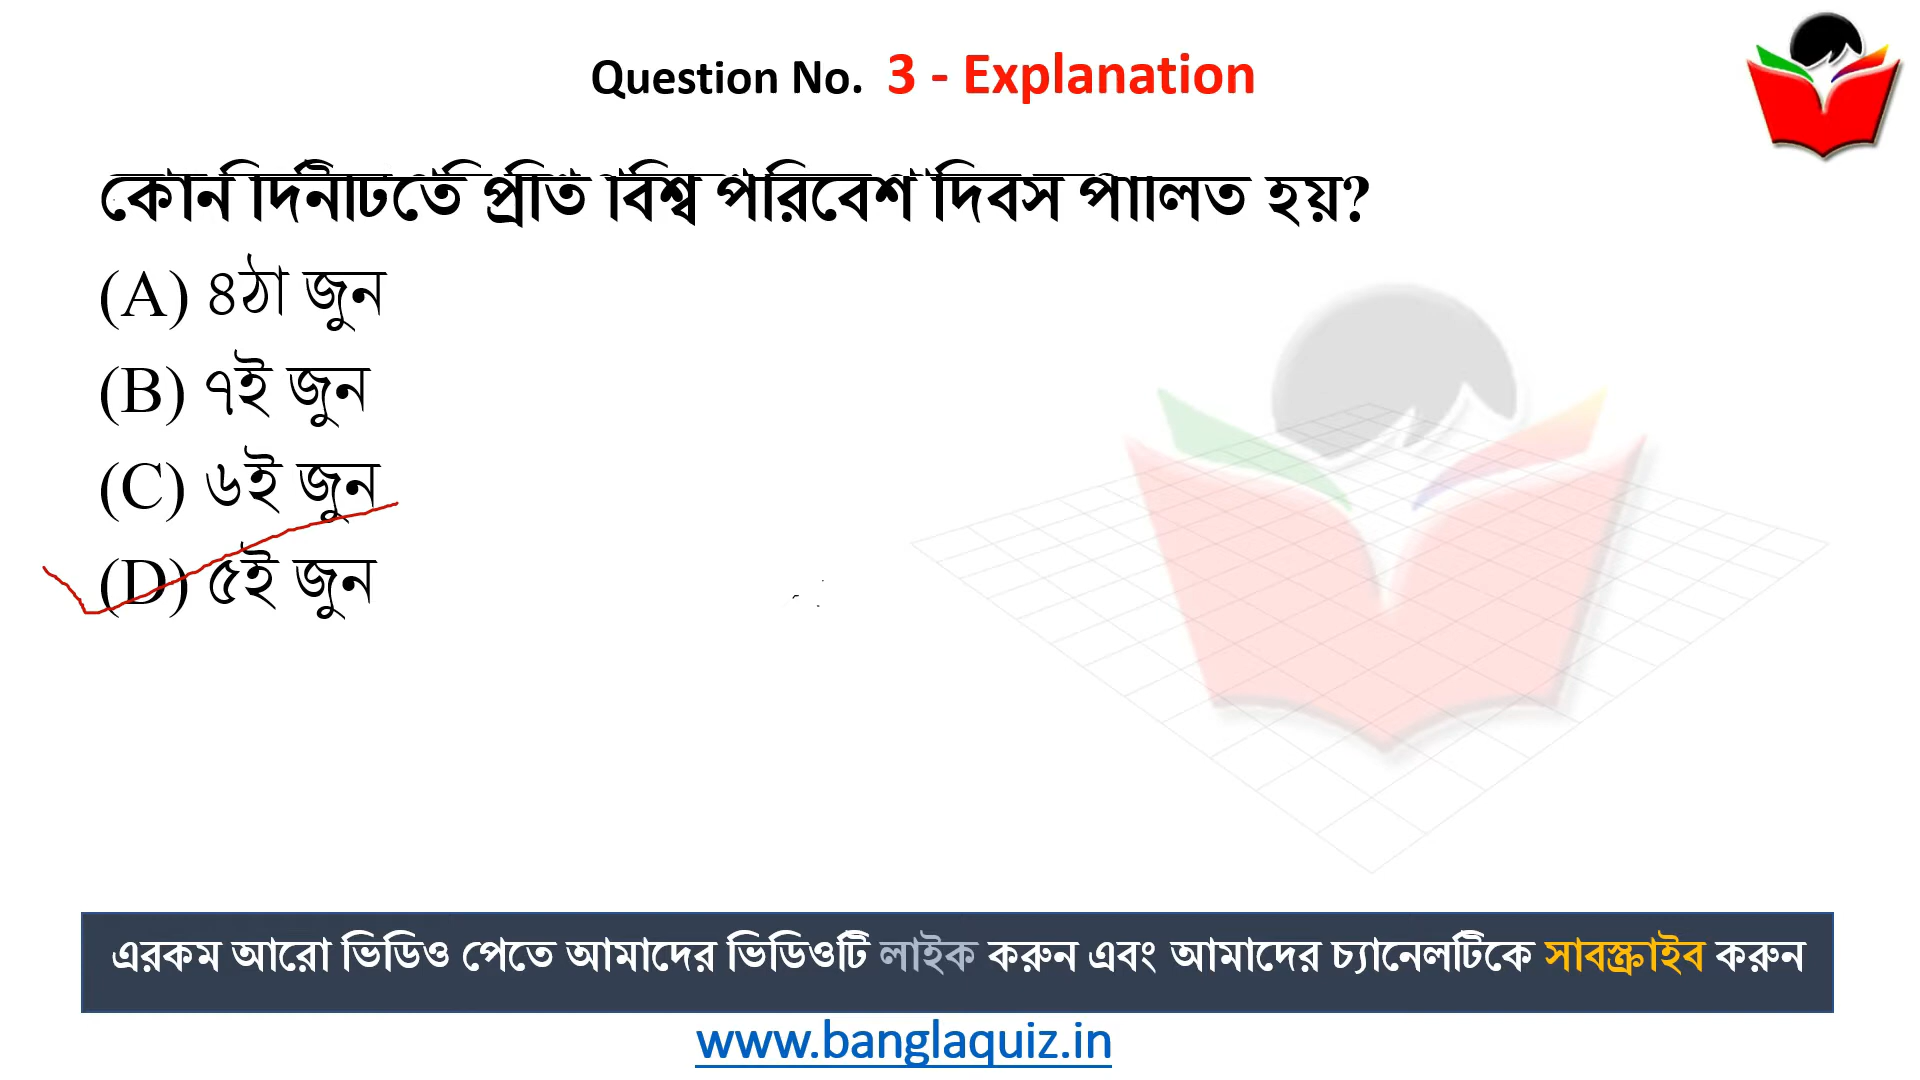 Question No. 3 - Explanation
কোন দিনটিতে প্রতি বিশ্ব পরিবেশ দিবস পালিত হয়?
(A) ৪ঠা জুন
(B) ৭ই জুন
(C) ৬ই জুন
(D) ৫ই জুন
এরকম আরো ভিডিও পেতে আমাদের ভিডিওটি লাইক করুন এবং আমাদের চ্যানেলটিকে সাবস্ক্রাইব করুন
www.banglaquiz.in